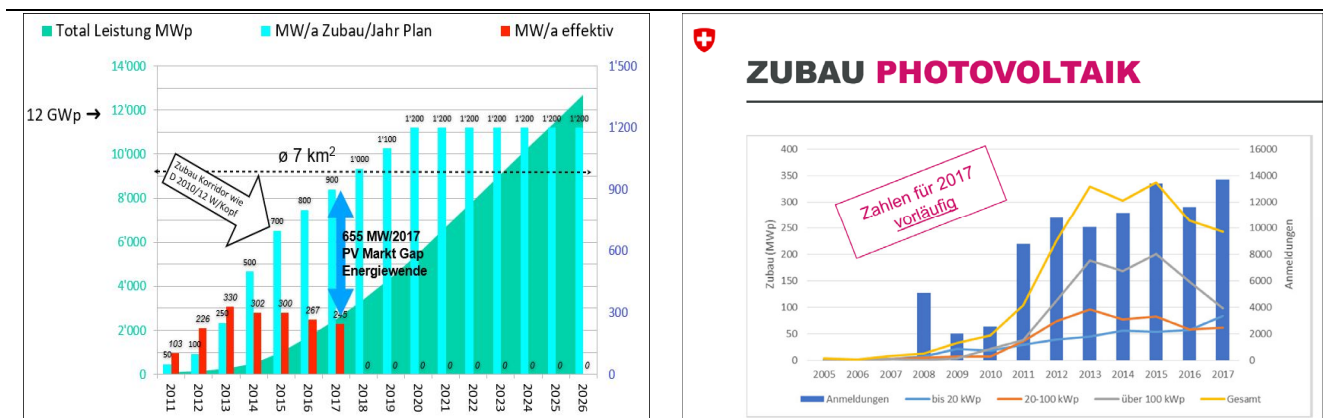 Total Leistung MWp
MW/a Zubau/Jahr Plan
MW/a effektiv
14'000
12'000
10'000
8'000
6'000
4'000
2'000
0
12 GWp →
1'500
1'200
900
600
300
0
ø 7 km²
Zubau Korridor wie
D 2010/12 W/Kopf
655 MW/2017
PV Markt Gap
Energiewende
50 100 250 500 700 800 900 1'000 1'100 1'200 1'200 1'200 1'200 1'200 1'200 1'200
103 226 330 302 300 267 245 0 0 0 0 0 0 0 0 0
2011 2012 2013 2014 2015 2016 2017 2018 2019 2020 2021 2022 2023 2024 2025 2026
ZUBAU PHOTOVOLTAIK
400
350
300
250
200
150
100
50
0
Zubau (MWp)
Zahlen für 2017
vorläufig
16000
14000
12000
10000
8000
6000
4000
2000
0
Anmeldungen
2005 2006 2007 2008 2009 2010 2011 2012 2013 2014 2015 2016 2017
Anmeldungen
bis 20 kWp
20-100 kWp
über 100 kWp
Gesamt